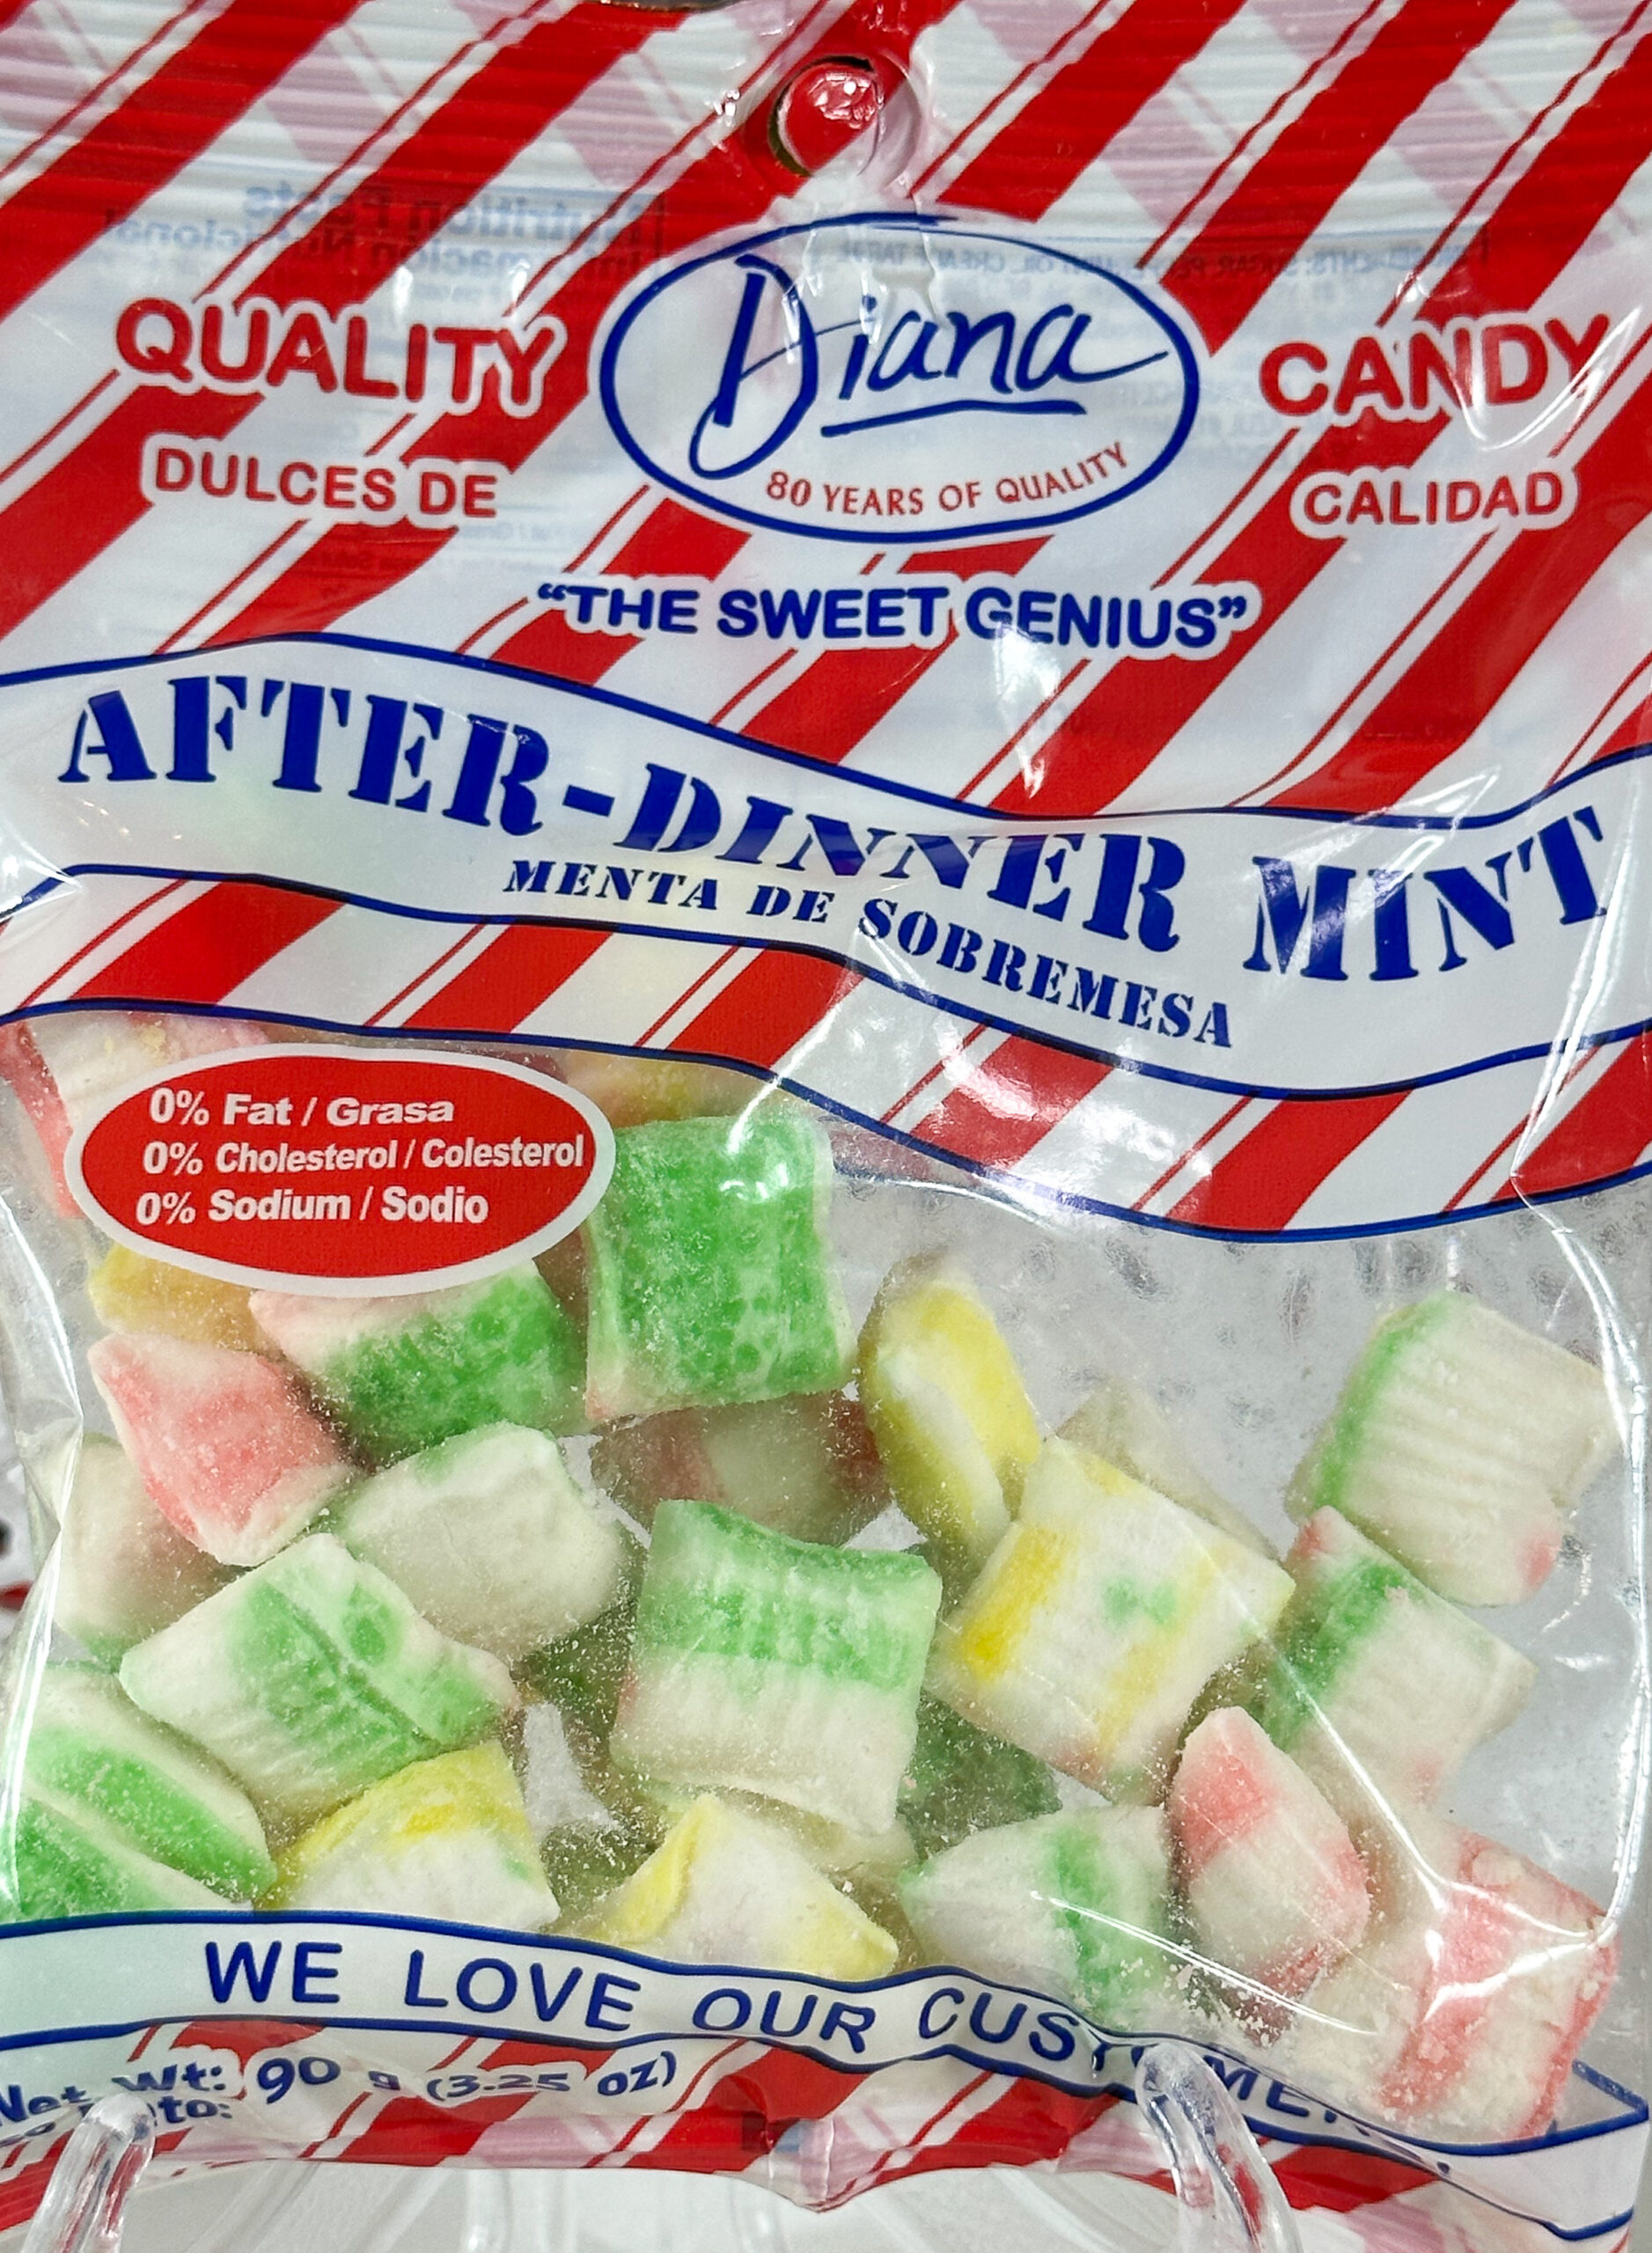 Diana
QUALITY CANDY
DULCES DE CALIDAD
80 YEARS OF QUALITY
"THE SWEET GENIUS"
AFTER-DINNER MINT
MENTA DE SOBREMESA
0% Fat / Grasa
0% Cholesterol / Colesterol
0% Sodium / Sodio
WE LOVE OUR
Net Wt: 90 g (3.25 oz)